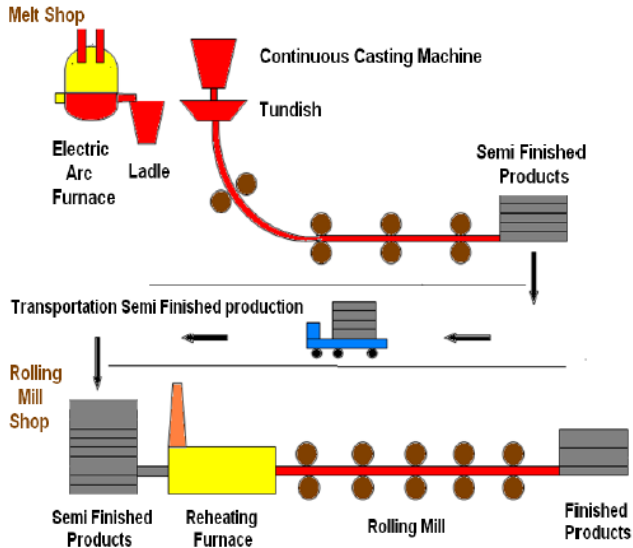 Melt Shop
Continuous Casting Machine
Tundish
Electric
Arc
Furnace
Ladle
Semi Finished
Products
Transportation Semi Finished production
Rolling
Mill
Shop
Semi Finished
Products
Reheating
Furnace
Rolling Mill
Finished
Products